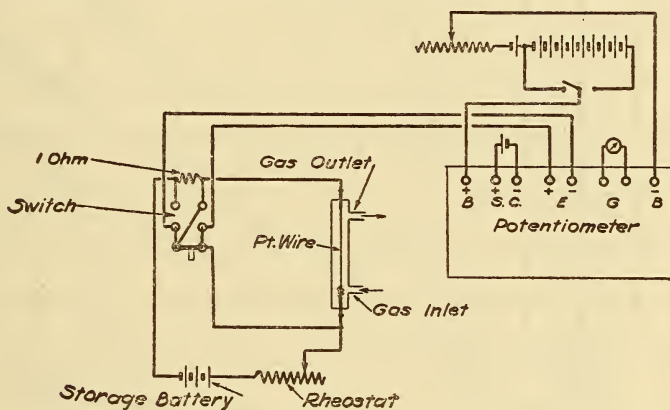 1 Ohm
Gas Outlet
Switch
Pt. Wire
Gas Inlet
Storage Battery
Rheostat
+ + - + - -
B S. C. E G B
Potentiometer